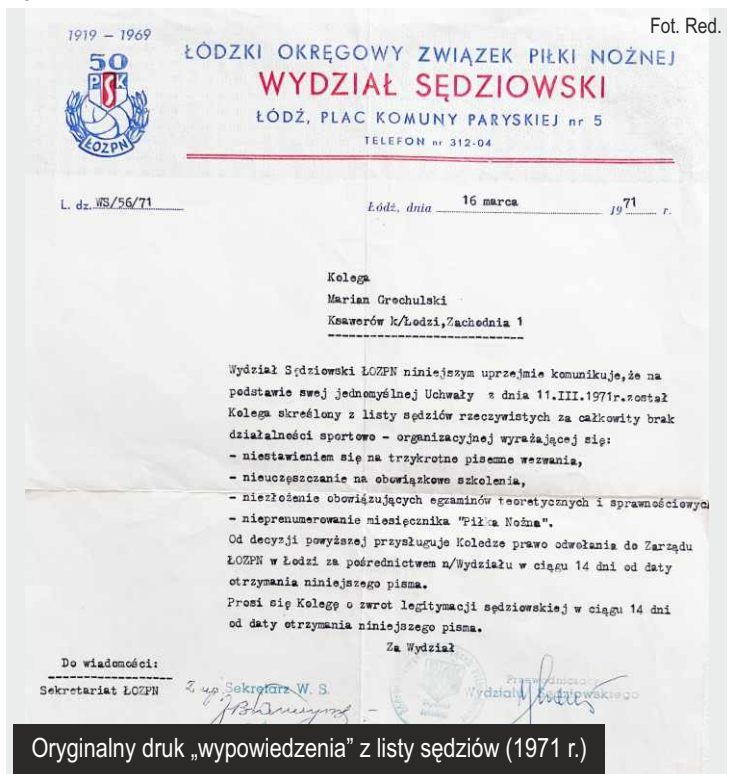 Fot. Red.
1919 – 1969
50
PSK
ŁOZPN
ŁÓDZKI OKRĘGOWY ZWIĄZEK PIŁKI NOŻNEJ
WYDZIAŁ SĘDZIOWSKI
ŁÓDŹ, PLAC KOMUNY PARYSKIEJ nr 5
TELEFON nr 312-04
L. dz. WS/56/71
Łódź, dnia 16 marca 1971 r.
Kolega
Marian Grochulski
Ksawerów k/Łodzi,Zachodnia 1
Wydział Sędziowski ŁOZPN niniejszym uprzejmie komunikuje,że na
podstawie swej jednomyślnej Uchwały z dnia 11.III.1971r.został
Kolega skreślony z listy sędziów rzeczywistych za całkowity brak
działalności sportowo – organizacyjnej wyrażającej się:
- niestawieniem się na trzykrotne pisemne wezwania,
- nieuczęszczanie na obowiązkowe szkolenia,
- niezłożenie obowiązujących egzaminów teoretycznych i sprawnościowych
- nieprenumerowanie miesięcznika "Piłka Nożna".
Od decyzji powyższej przysługuje Koledze prawo odwołania do Zarządu
ŁOZPN w Łodzi za pośrednictwem n/Wydziału w ciągu 14 dni od daty
otrzymania niniejszego pisma.
Prosi się Kolegę o zwrot legitymacji sędziowskiej w ciągu 14 dni
od daty otrzymania niniejszego pisma.
Za Wydział
Do wiadomości:
Sekretariat ŁOZPN
Sekretarz W. S.
Przewodniczący
Wydziału Sędziowskiego
Oryginalny druk „wypowiedzenia” z listy sędziów (1971 r.)